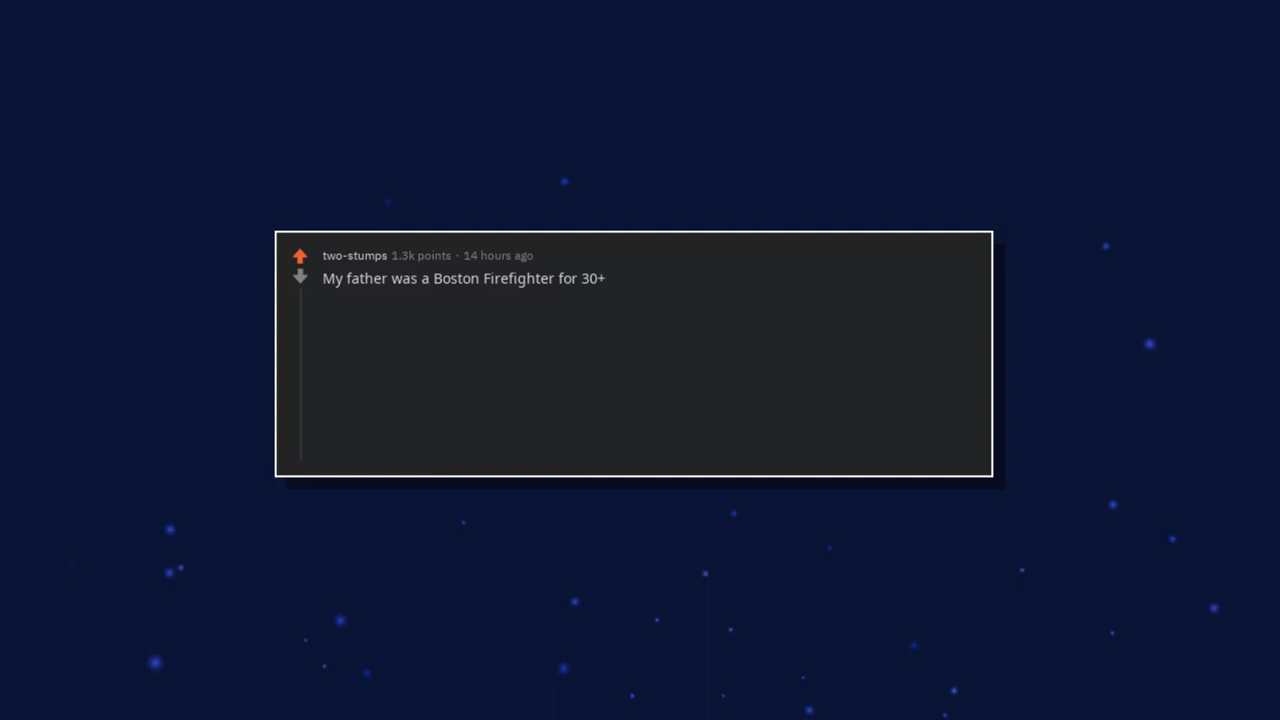 two-stumps 1.3k points · 14 hours ago
My father was a Boston Firefighter for 30+